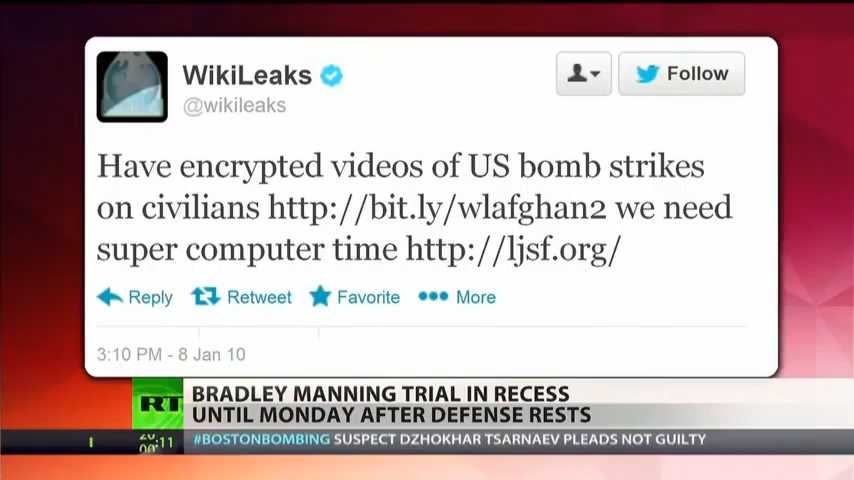 WikiLeaks
@wikileaks
Follow
Have encrypted videos of US bomb strikes
on civilians http://bit.ly/wlafghan2 we need
super computer time http://ljsf.org/
Reply Retweet Favorite More
3:10 PM - 8 Jan 10
RT
BRADLEY MANNING TRIAL IN RECESS
UNTIL MONDAY AFTER DEFENSE RESTS
#BOSTONBOMBING SUSPECT DZHOKHAR TSARNAEV PLEADS NOT GUILTY